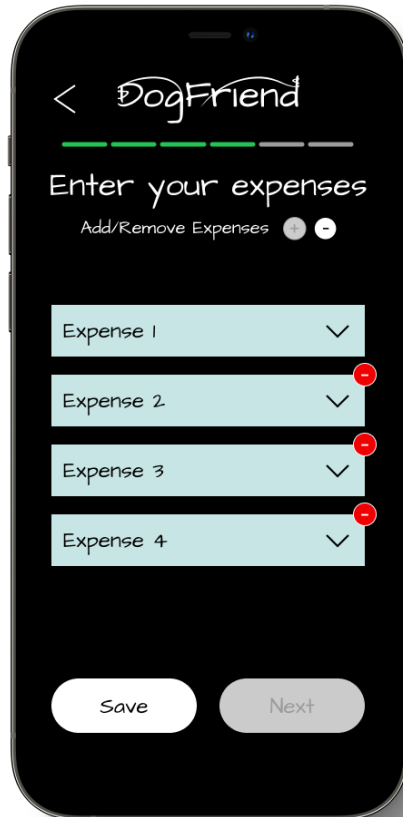 DogFriend
Enter your expenses
Add/Remove Expenses + -
Expense 1
-
Expense 2
-
Expense 3
-
Expense 4
Save Next